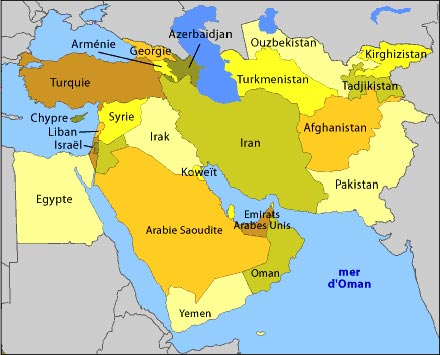 Azerbaidjan
Arménie
Georgie
Ouzbekistan
Kirghizistan
Turquie
Turkmenistan
Tadjikistan
Chypre
Syrie
Liban
Israël
Irak
Iran
Afghanistan
Koweït
Pakistan
Egypte
Arabie Saoudite
Emirats
Arabes Unis
Oman
mer
d'Oman
Yemen